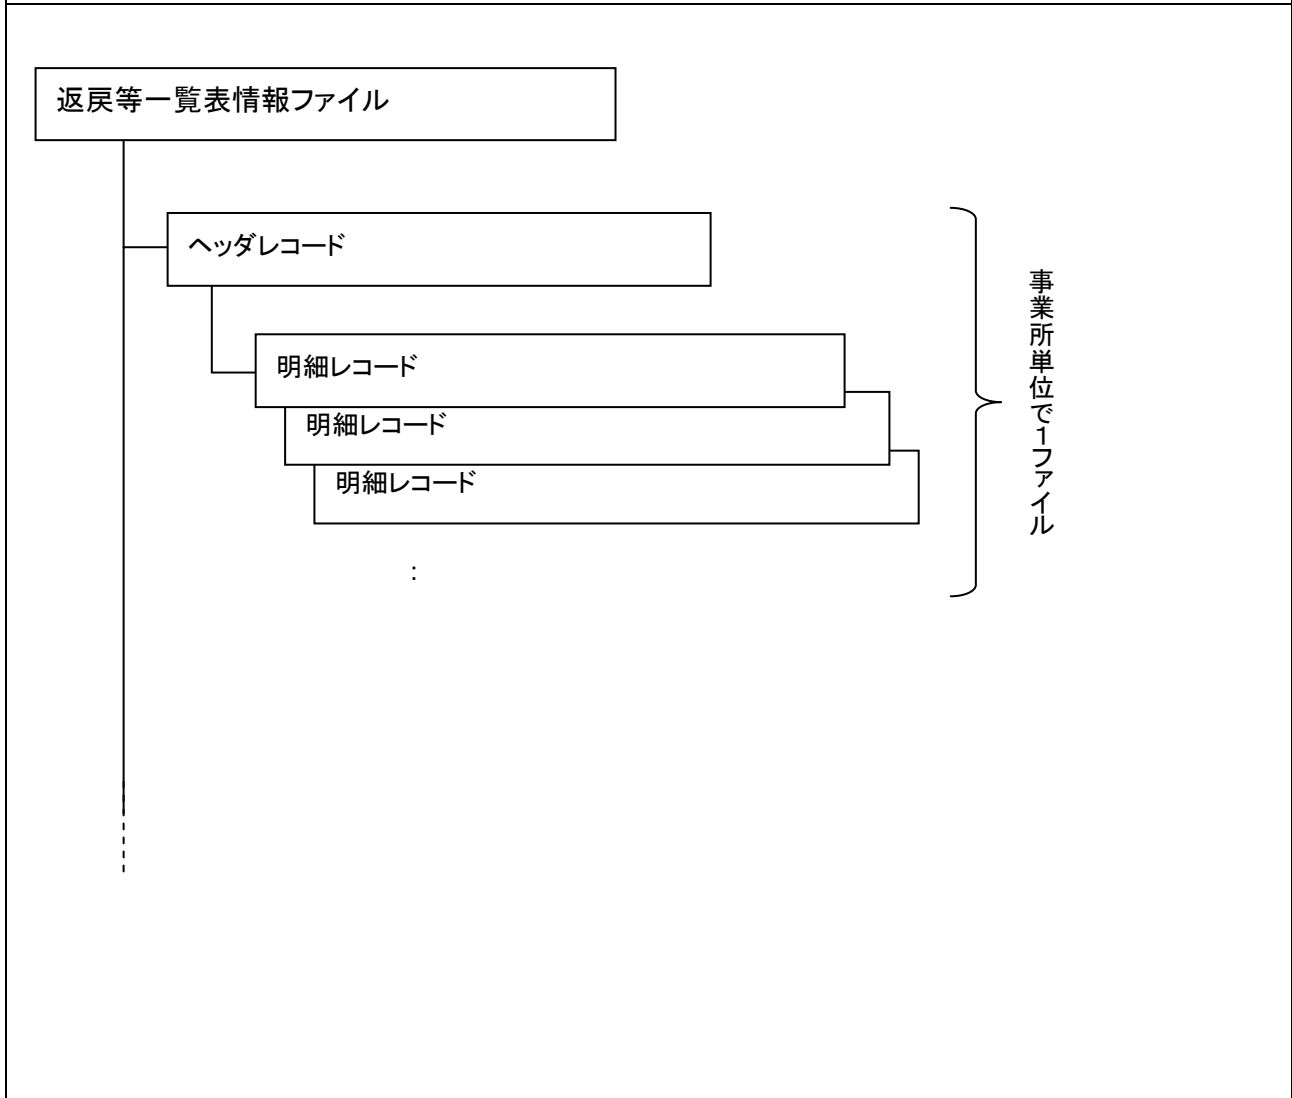 返戻等一覧表情報ファイル
ヘッダレコード
明細レコード
明細レコード
明細レコード
:
事業所単位で1ファイル